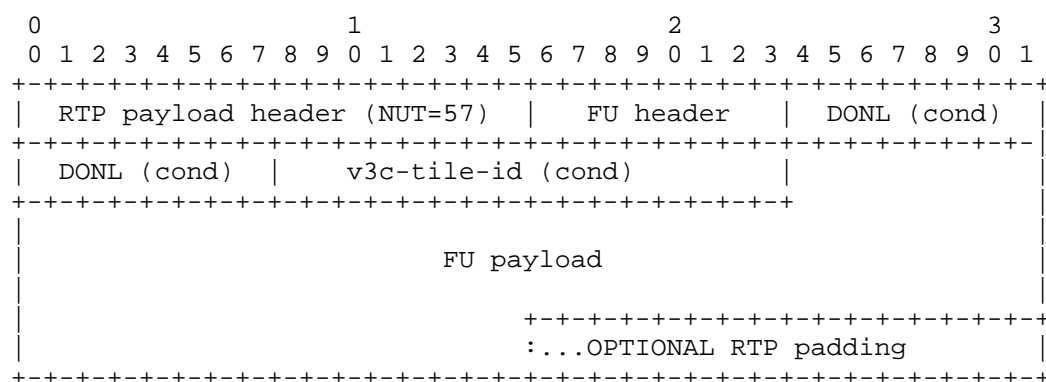 0                   1                   2                   3
 0 1 2 3 4 5 6 7 8 9 0 1 2 3 4 5 6 7 8 9 0 1 2 3 4 5 6 7 8 9 0 1
+-+-+-+-+-+-+-+-+-+-+-+-+-+-+-+-+-+-+-+-+-+-+-+-+-+-+-+-+-+-+-+-+
|  RTP payload header (NUT=57)  |   FU header   |  DONL (cond)  |
+-+-+-+-+-+-+-+-+-+-+-+-+-+-+-+-+-+-+-+-+-+-+-+-+-+-+-+-+-+-+-+-|
|  DONL (cond)  |    v3c-tile-id (cond)         |               |
+-+-+-+-+-+-+-+-+-+-+-+-+-+-+-+-+-+-+-+-+-+-+-+-+               |
|                                                               |
|                          FU payload                           |
|                                                               |
|                               +-+-+-+-+-+-+-+-+-+-+-+-+-+-+-+-+
|                               :...OPTIONAL RTP padding        |
+-+-+-+-+-+-+-+-+-+-+-+-+-+-+-+-+-+-+-+-+-+-+-+-+-+-+-+-+-+-+-+-+